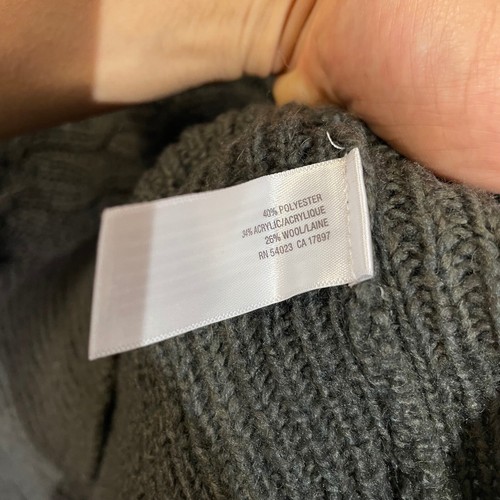 40% POLYESTER
34% ACRYLIC/ACRYLIQUE
26% WOOL/LAINE
RN 54023 CA 17897